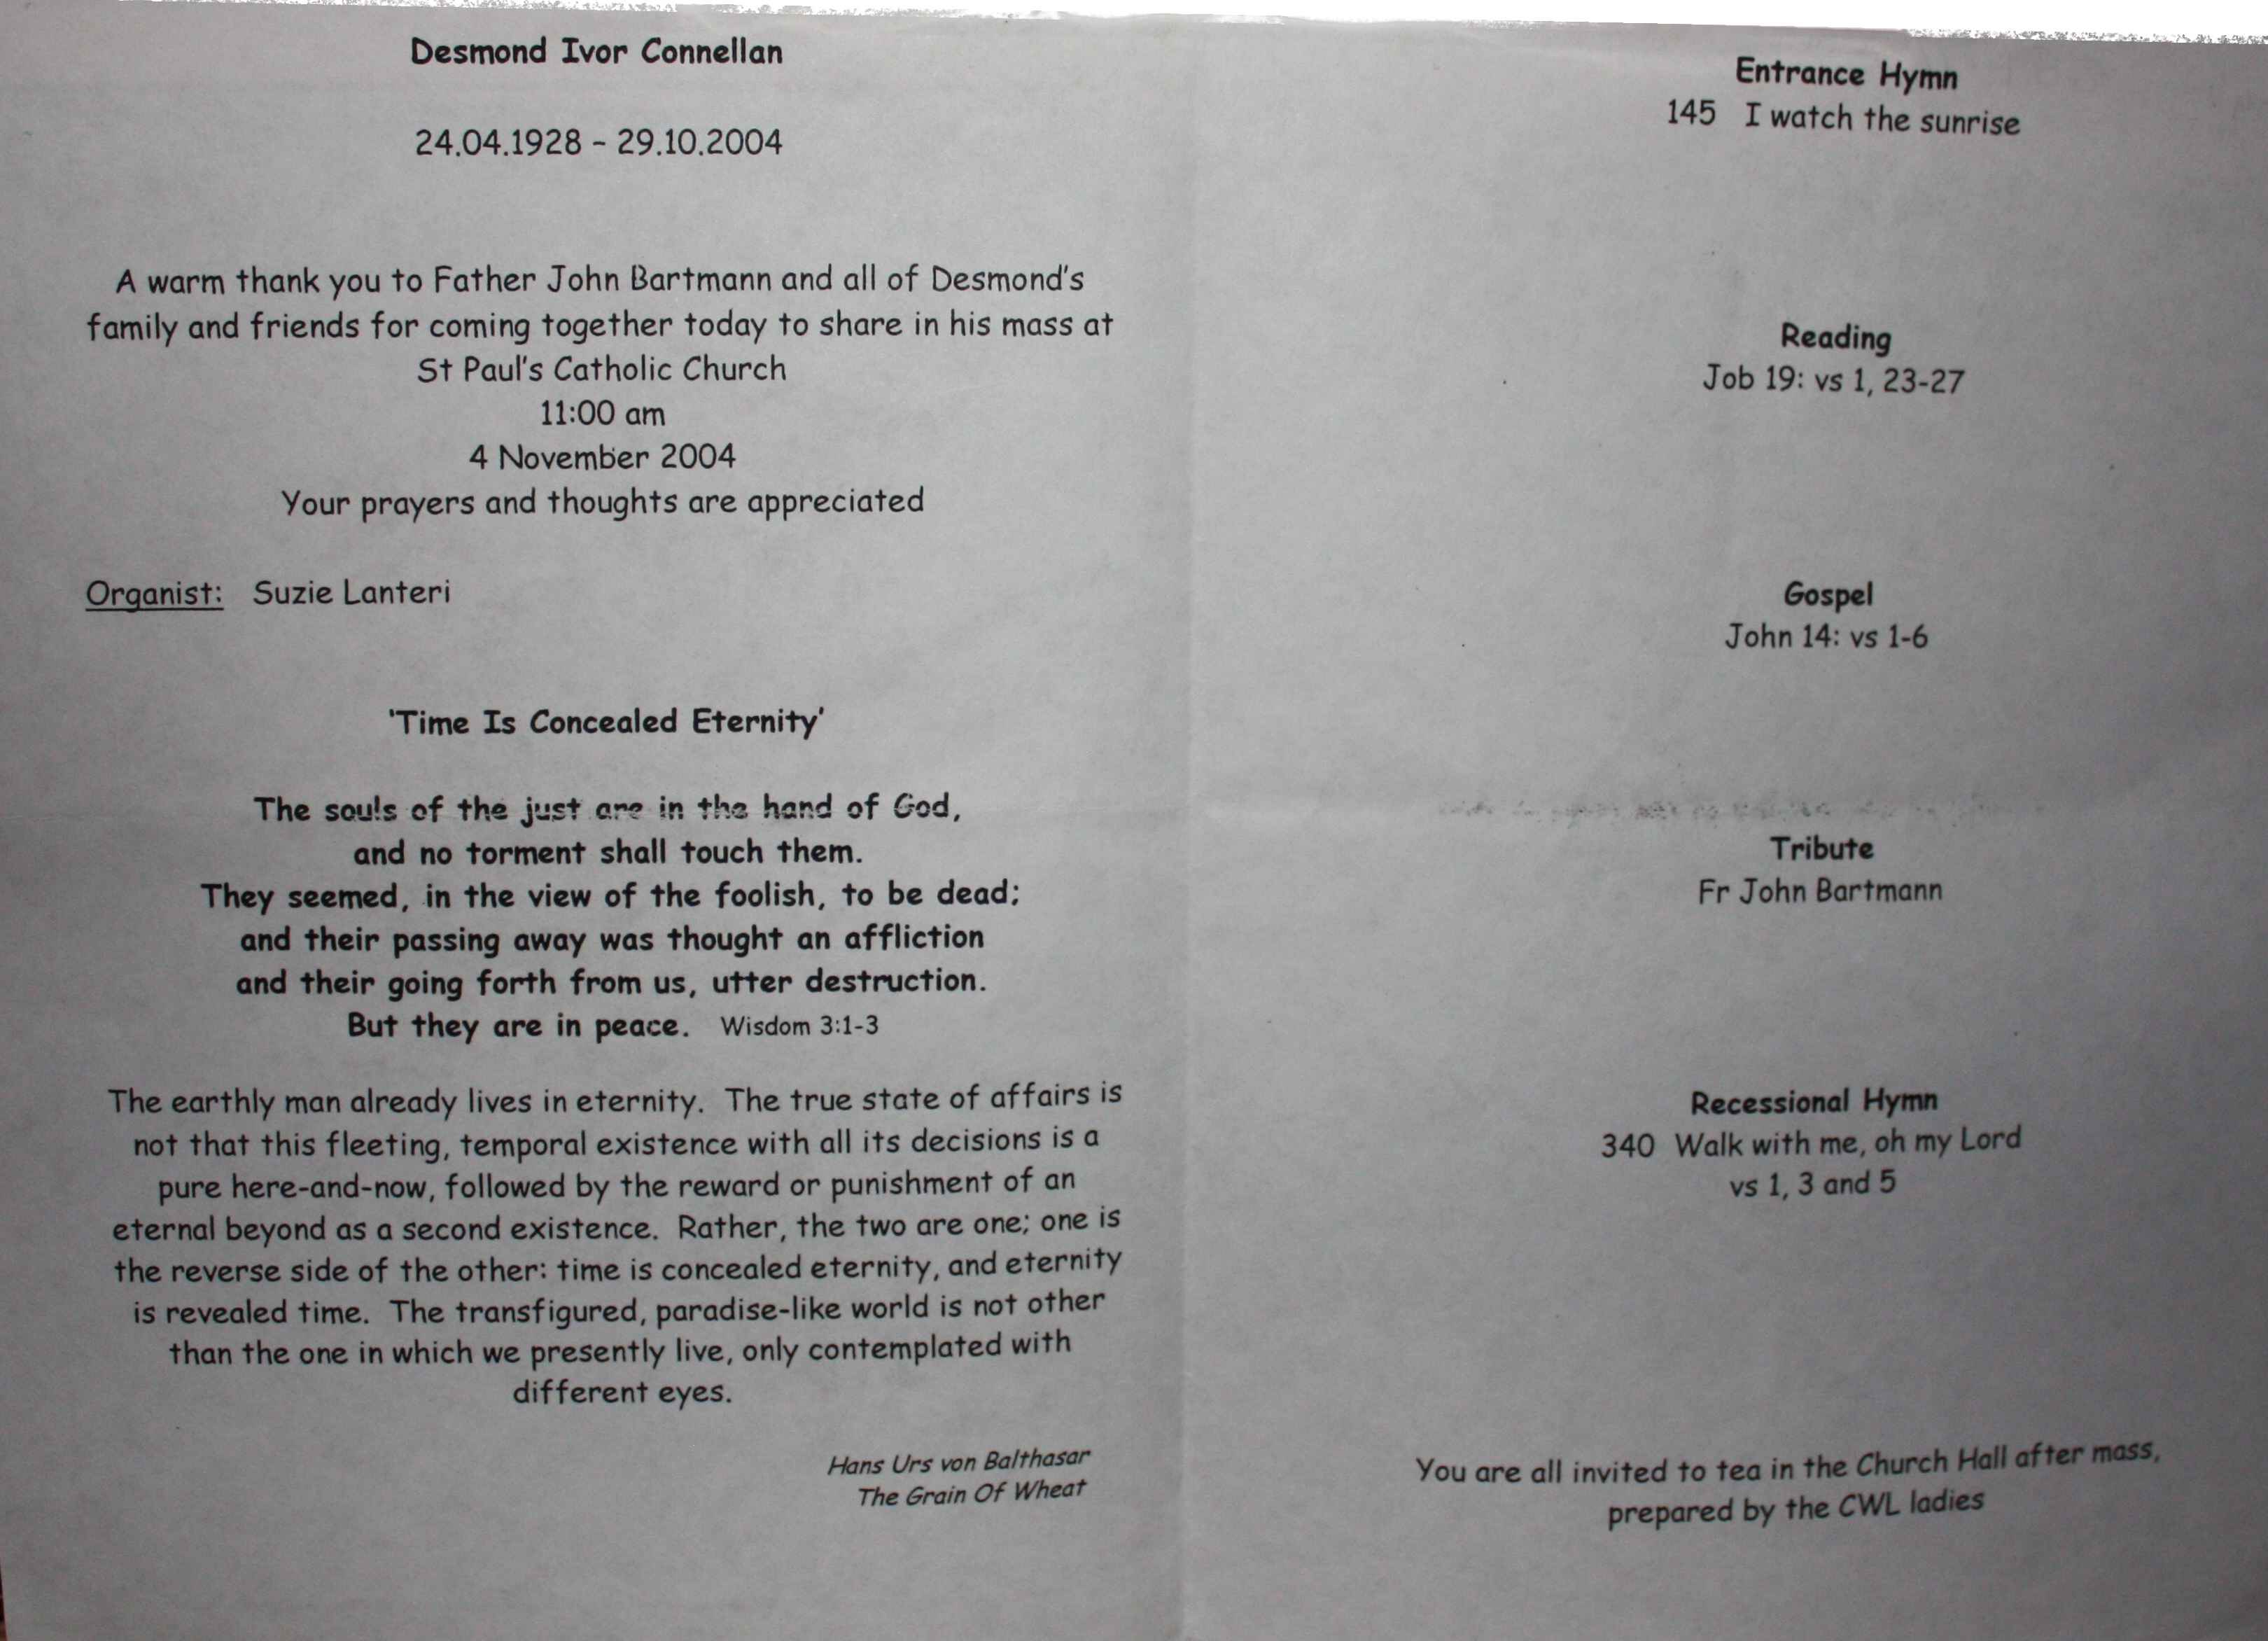 Desmond Ivor Connellan
24.04.1928 - 29.10.2004
A warm thank you to Father John Bartmann and all of Desmond's
family and friends for coming together today to share in his mass at
St Paul's Catholic Church
11:00 am
4 November 2004
Your prayers and thoughts are appreciated
Organist: Suzie Lanteri
'Time Is Concealed Eternity'
The souls of the just are in the hand of God,
and no torment shall touch them.
They seemed, in the view of the foolish, to be dead;
and their passing away was thought an affliction
and their going forth from us, utter destruction.
But they are in peace. Wisdom 3:1-3
The earthly man already lives in eternity. The true state of affairs is
not that this fleeting, temporal existence with all its decisions is a
pure here-and-now, followed by the reward or punishment of an
eternal beyond as a second existence. Rather, the two are one; one is
the reverse side of the other: time is concealed eternity, and eternity
is revealed time. The transfigured, paradise-like world is not other
than the one in which we presently live, only contemplated with
different eyes.
Hans Urs von Balthasar
The Grain Of Wheat
Entrance Hymn
145 I watch the sunrise
Reading
Job 19: vs 1, 23-27
Gospel
John 14: vs 1-6
Tribute
Fr John Bartmann
Recessional Hymn
340 Walk with me, oh my Lord
vs 1, 3 and 5
You are all invited to tea in the Church Hall after mass,
prepared by the CWL ladies